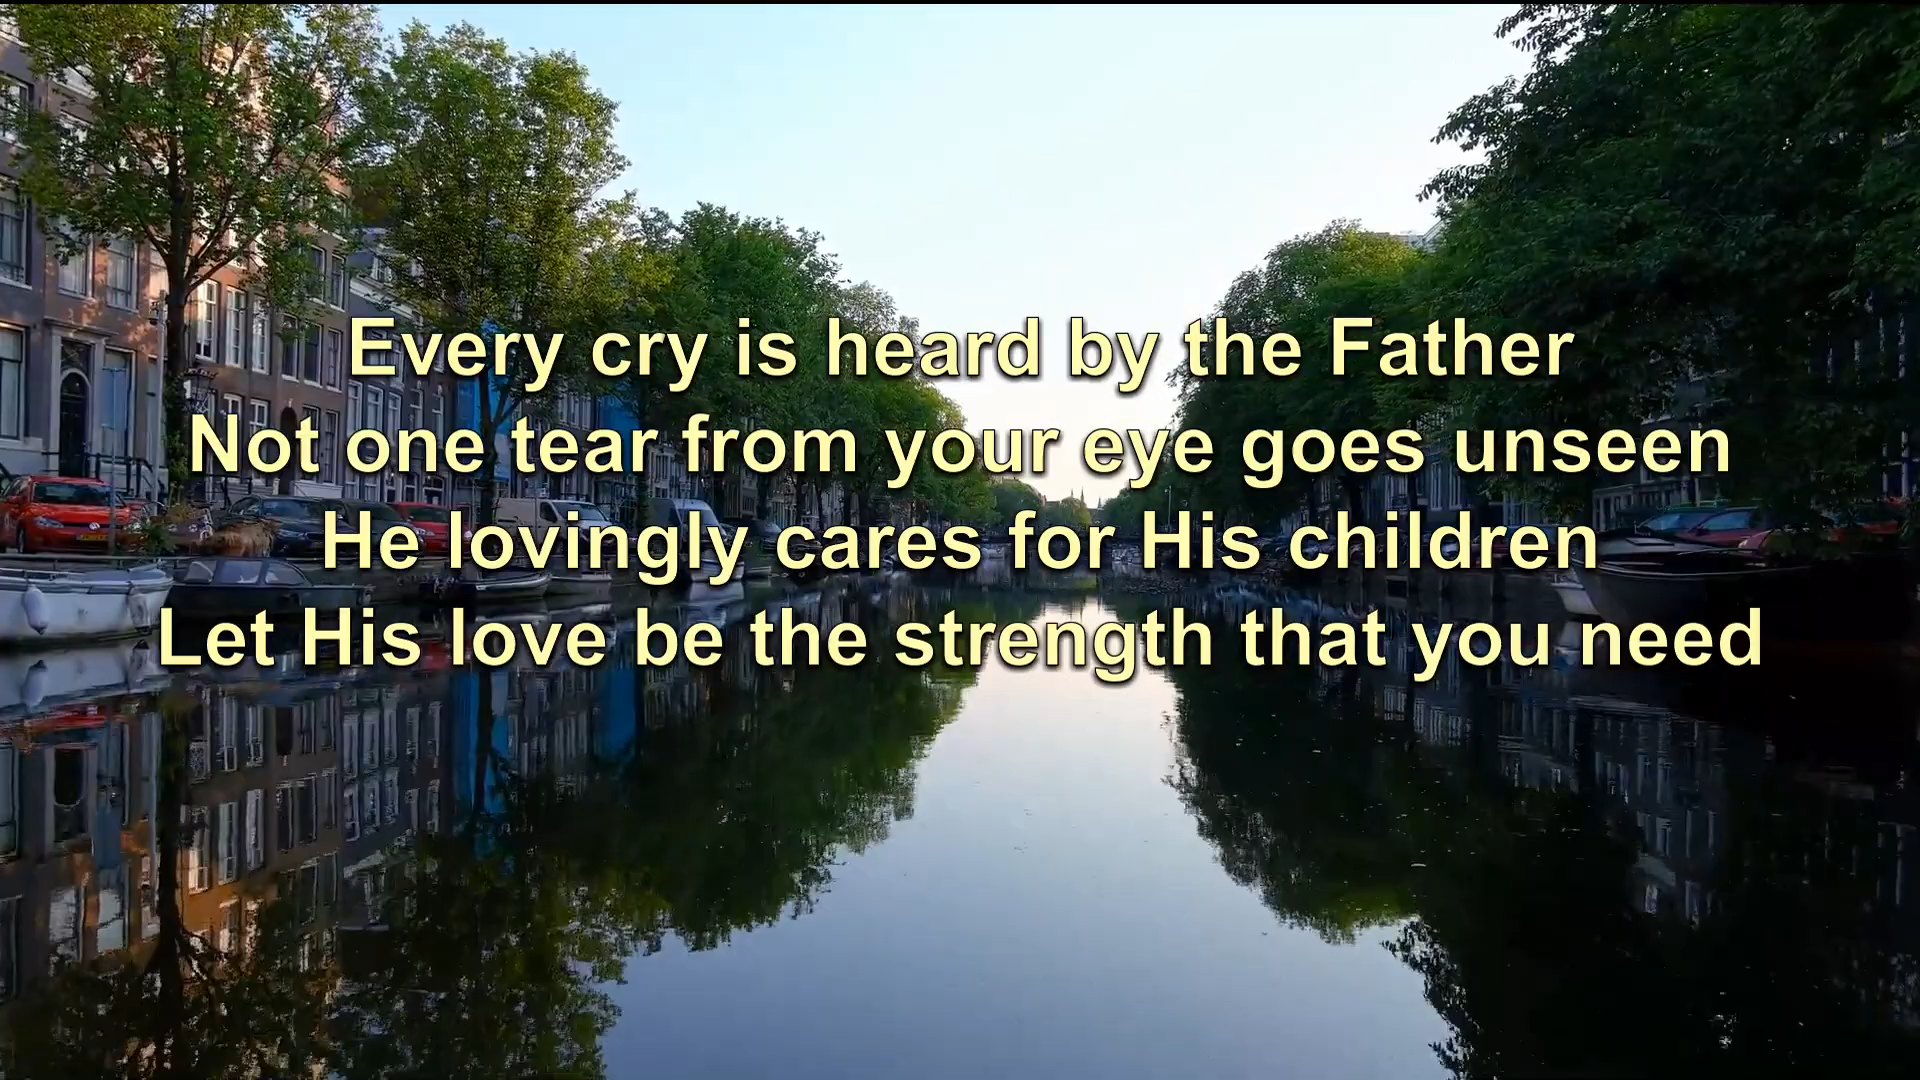 Every cry is heard by the Father
Not one tear from your eye goes unseen
He lovingly cares for His children
Let His love be the strength that you need